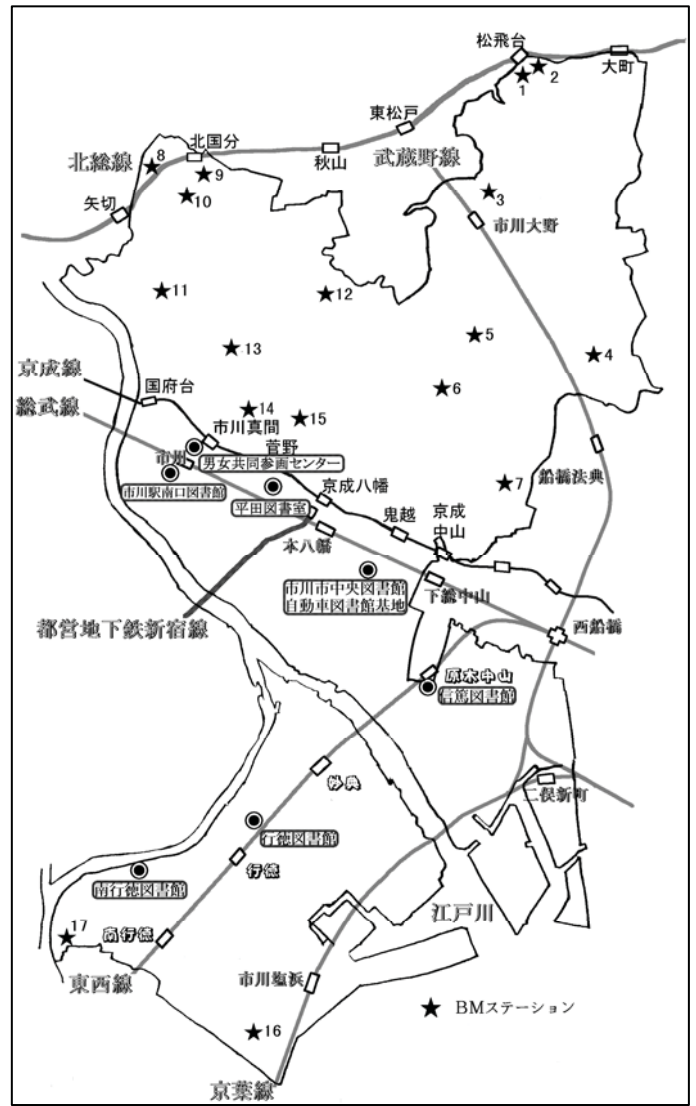 松飛台
大町
2
1
東松戸
北国分
秋山
北総線
8
武蔵野線
9
矢切
10
3
市川大野
11
12
5
13
4
京成線
6
国府台
総武線
14
15
市川真間
菅野
市川
男女共同参画センター
船橋法典
市川駅南口図書館
平田図書室
京成八幡
7
鬼越
京成
中山
本八幡
市川市中央図書館
自動車図書館基地
下総中山
都営地下鉄新宿線
西船橋
原木中山
信篤図書館
妙典
二俣新町
行徳図書館
行徳
南行徳図書館
江戸川
17
南行徳
東西線
市川塩浜
★ BMステーション
16
京葉線